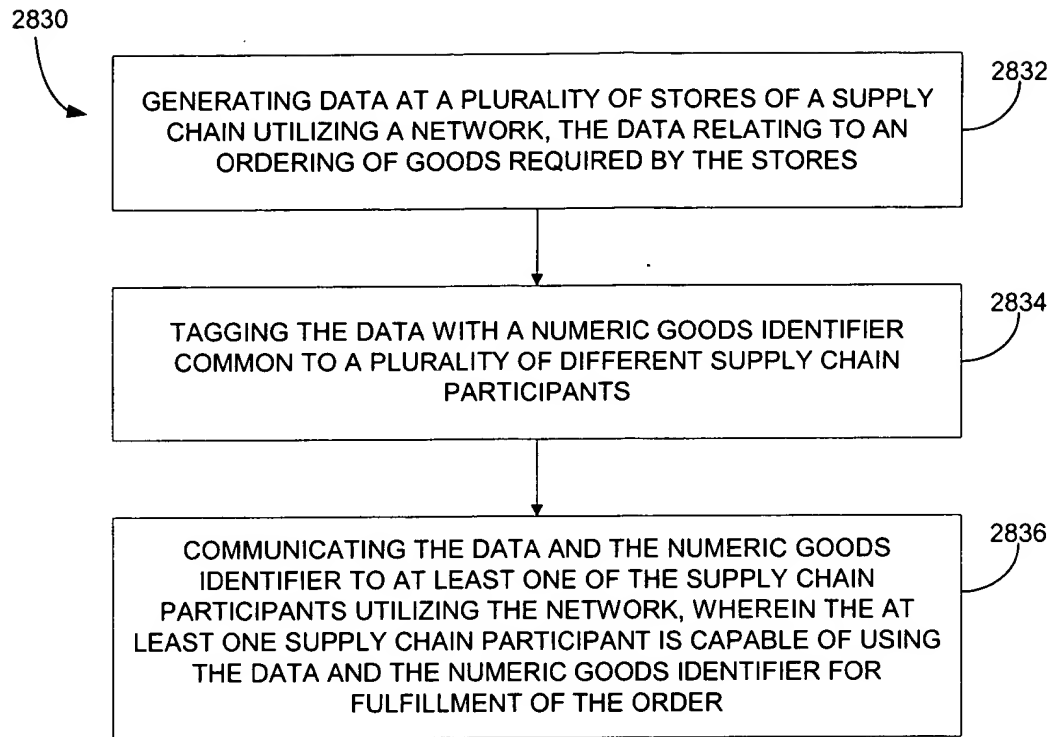 2830
2832
GENERATING DATA AT A PLURALITY OF STORES OF A SUPPLY
CHAIN UTILIZING A NETWORK, THE DATA RELATING TO AN
ORDERING OF GOODS REQUIRED BY THE STORES
2834
TAGGING THE DATA WITH A NUMERIC GOODS IDENTIFIER
COMMON TO A PLURALITY OF DIFFERENT SUPPLY CHAIN
PARTICIPANTS
2836
COMMUNICATING THE DATA AND THE NUMERIC GOODS
IDENTIFIER TO AT LEAST ONE OF THE SUPPLY CHAIN
PARTICIPANTS UTILIZING THE NETWORK, WHEREIN THE AT
LEAST ONE SUPPLY CHAIN PARTICIPANT IS CAPABLE OF USING
THE DATA AND THE NUMERIC GOODS IDENTIFIER FOR
FULFILLMENT OF THE ORDER